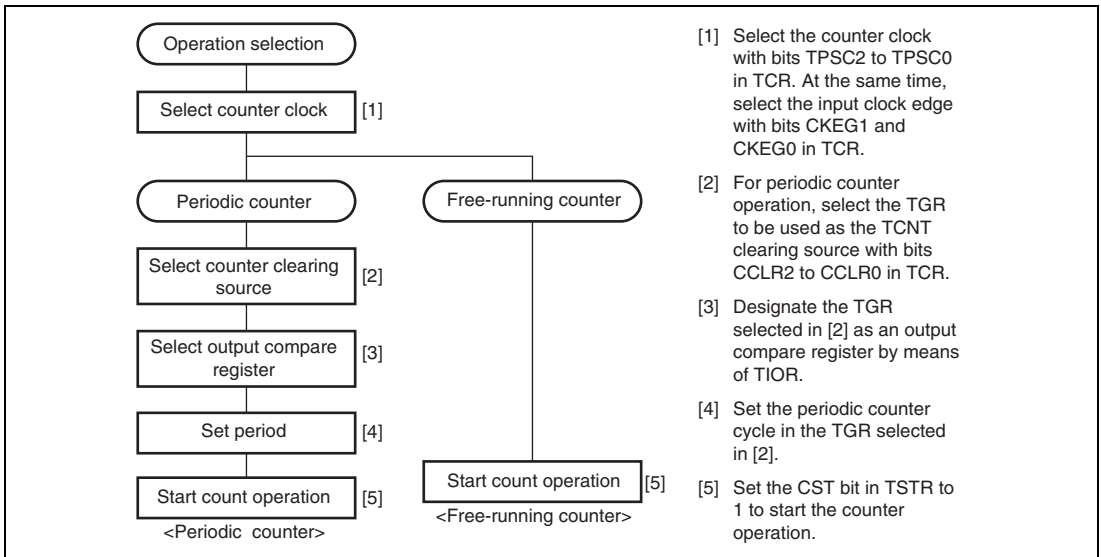 Operation selection
Select counter clock
[1]
Periodic counter
Free-running counter
Select counter clearing
source
[2]
Select output compare
register
[3]
Set period
[4]
Start count operation
[5]
<Periodic counter>
Start count operation
[5]
<Free-running counter>
[1] Select the counter clock
with bits TPSC2 to TPSC0
in TCR. At the same time,
select the input clock edge
with bits CKEG1 and
CKEG0 in TCR.
[2] For periodic counter
operation, select the TGR
to be used as the TCNT
clearing source with bits
CCLR2 to CCLR0 in TCR.
[3] Designate the TGR
selected in [2] as an output
compare register by means
of TIOR.
[4] Set the periodic counter
cycle in the TGR selected
in [2].
[5] Set the CST bit in TSTR to
1 to start the counter
operation.